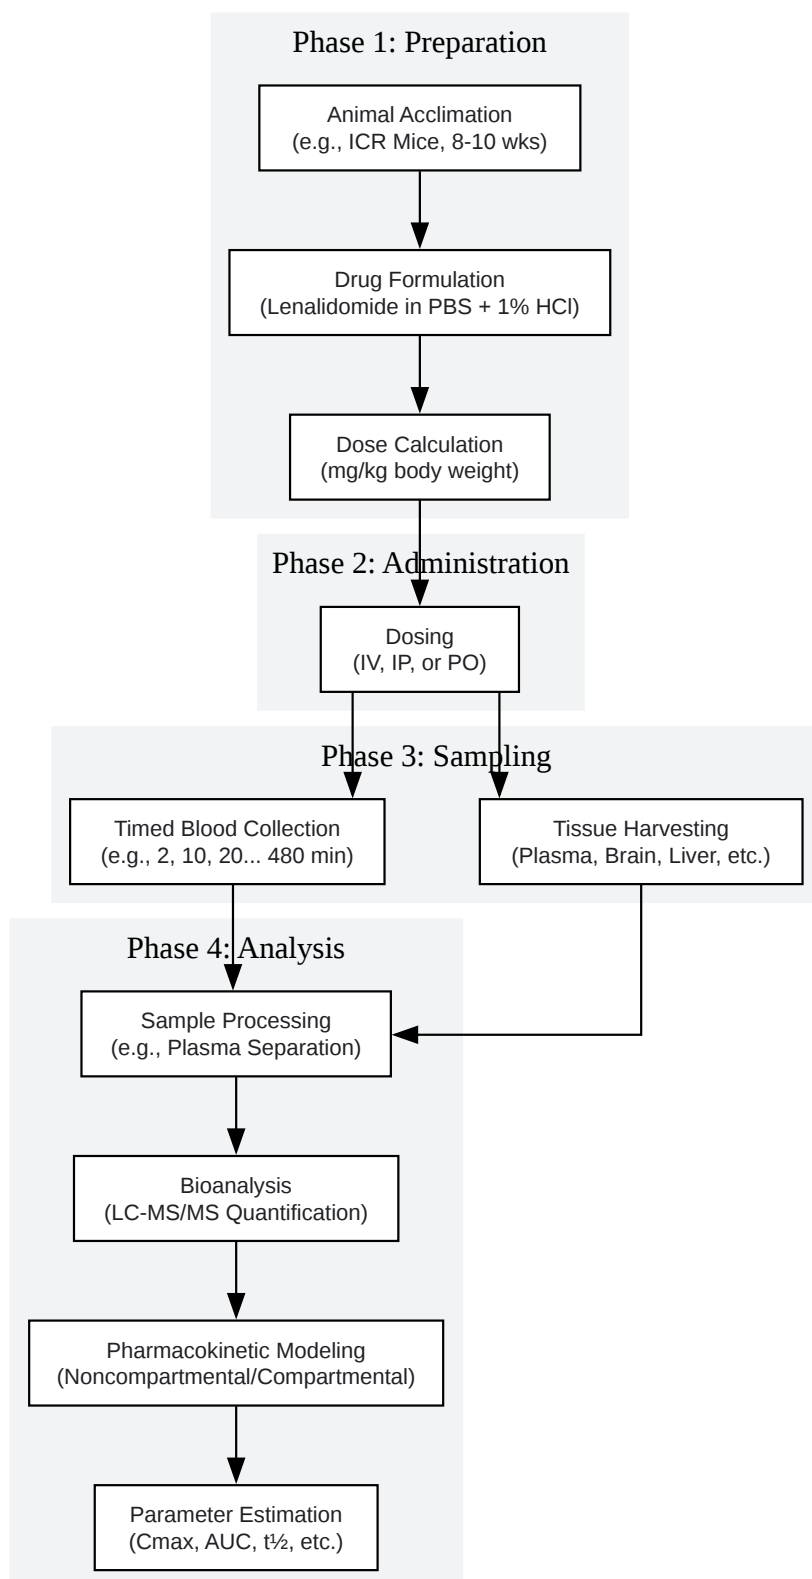 Phase 1: Preparation
Animal Acclimation
(e.g., ICR Mice, 8-10 wks)
Drug Formulation
(Lenalidomide in PBS + 1% HCl)
Dose Calculation
(mg/kg body weight)
Phase 2: Administration
Dosing
(IV, IP, or PO)
Phase 3: Sampling
Timed Blood Collection
(e.g., 2, 10, 20... 480 min)
Tissue Harvesting
(Plasma, Brain, Liver, etc.)
Phase 4: Analysis
Sample Processing
(e.g., Plasma Separation)
Bioanalysis
(LC-MS/MS Quantification)
Pharmacokinetic Modeling
(Noncompartmental/Compartmental)
Parameter Estimation
(Cmax, AUC, t½, etc.)